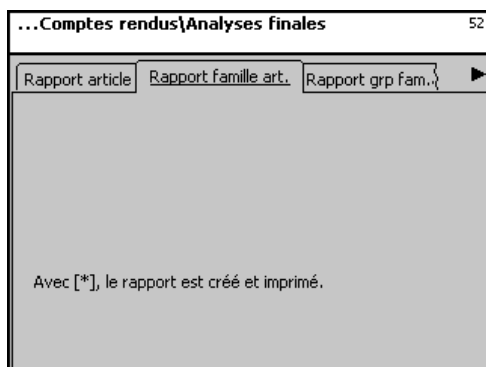 ...Comptes rendus\Analyses finales 52
Rapport article Rapport famille art. Rapport grp fam..
Avec [*], le rapport est créé et imprimé.